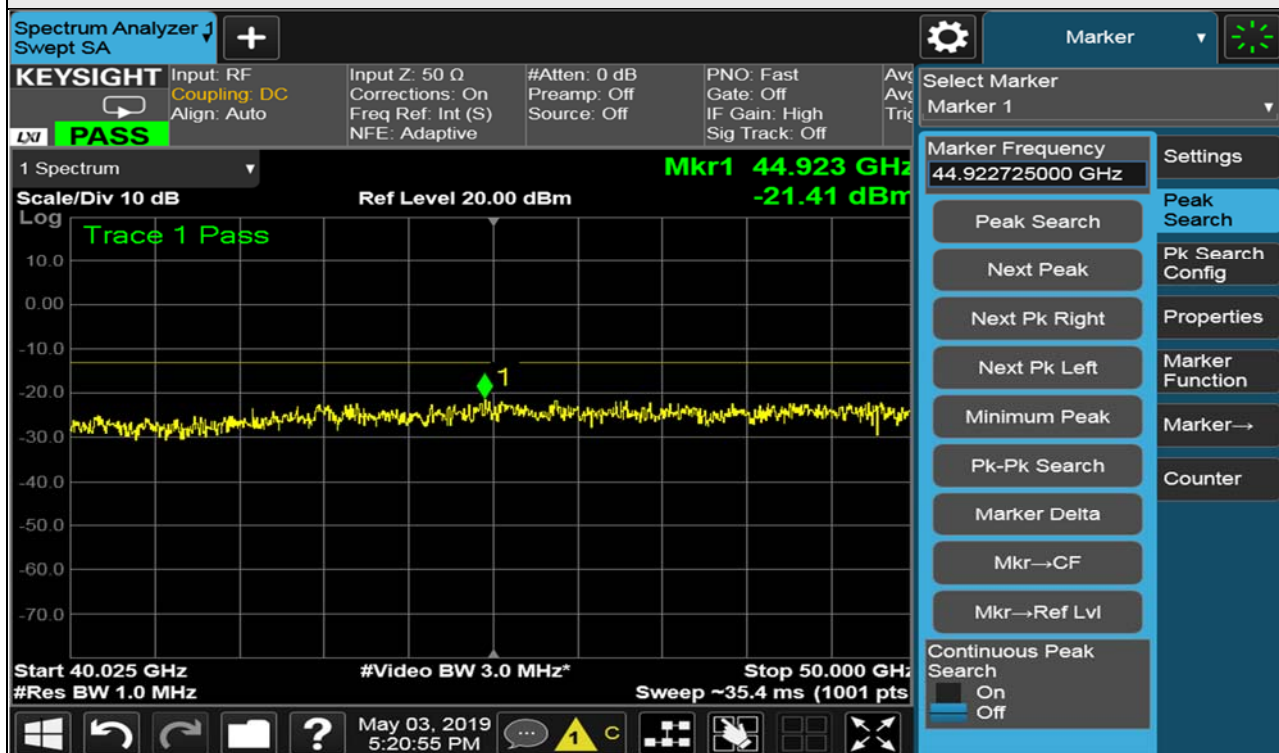 Spectrum Analyzer 1
Swept SA
Marker
KEYSIGHT
LXI PASS
Input: RF
Coupling: DC
Align: Auto
Input Z: 50 Ω
Corrections: On
Freq Ref: Int (S)
NFE: Adaptive
#Atten: 0 dB
Preamp: Off
Source: Off
PNO: Fast
Gate: Off
IF Gain: High
Sig Track: Off
Select Marker
Marker 1
1 Spectrum
Mkr1 44.923 GHz
-21.41 dBm
Scale/Div 10 dB
Ref Level 20.00 dBm
Log
Trace 1 Pass
10.0
0.00
-10.0
1
-20.0
-30.0
-40.0
-50.0
-60.0
-70.0
Start 40.025 GHz
#Video BW 3.0 MHz*
Stop 50.000 GHz
#Res BW 1.0 MHz
Sweep ~35.4 ms (1001 pts
Marker Frequency
44.922725000 GHz
Peak Search
Next Peak
Next Pk Right
Next Pk Left
Minimum Peak
Pk-Pk Search
Marker Delta
Mkr→CF
Mkr→Ref Lvl
Continuous Peak
Search
On
Off
Settings
Peak
Search
Pk Search
Config
Properties
Marker
Function
Marker→
Counter
?
May 03, 2019
5:20:55 PM
1
C